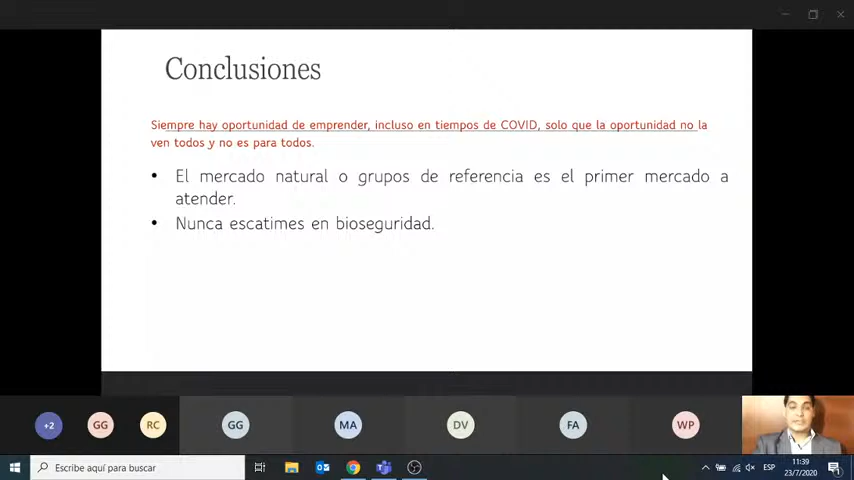 Conclusiones
Siempre hay oportunidad de emprender, incluso en tiempos de COVID, solo que la oportunidad no la
ven todos y no es para todos.
• El mercado natural o grupos de referencia es el primer mercado a
atender.
• Nunca escatimes en bioseguridad.
+2 GG RC GG MA DV FA WP
Escribe aquí para buscar
ESP
11:39
23/7/2020